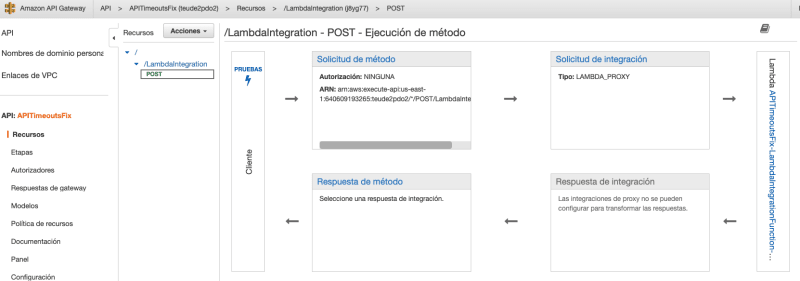 Amazon API Gateway API > APITimeoutsFix (teude2pdo2) > Recursos > /LambdaIntegration (j8yg77) > POST
API
Nombres de dominio persona
Enlaces de VPC
API: APITimeoutsFix
Recursos
Etapas
Autorizadores
Respuestas de gateway
Modelos
Política de recursos
Documentación
Panel
Configuración
Recursos Acciones
/
/LambdaIntegration
POST
/LambdaIntegration - POST - Ejecución de método
PRUEBAS
Cliente
Solicitud de método
Autorización: NINGUNA
ARN: arn:aws:execute-api:us-east-
1:640609193265:teude2pdo2/*/POST/LambdaInte
Solicitud de integración
Tipo: LAMBDA_PROXY
Lambda APITimeoutsFix-LambdaIntegrationFunction-...
Respuesta de método
Seleccione una respuesta de integración.
Respuesta de integración
Las integraciones de proxy no se pueden
configurar para transformar las respuestas.